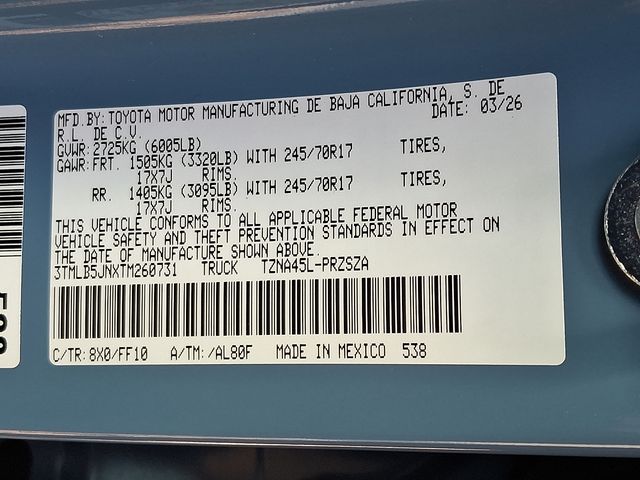 MFD.BY:TOYOTA MOTOR MANUFACTURING DE BAJA CALIFORNIA, S. DE
R.L. DE C.V. DATE: 03/26
GVWR:2725KG (6005LB)
GAWR:FRT. 1505KG (3320LB) WITH 245/70R17 TIRES,
17X7J RIMS.
RR. 1405KG (3095LB) WITH 245/70R17 TIRES,
17X7J RIMS.
THIS VEHICLE CONFORMS TO ALL APPLICABLE FEDERAL MOTOR
VEHICLE SAFETY AND THEFT PREVENTION STANDARDS IN EFFECT ON
THE DATE OF MANUFACTURE SHOWN ABOVE.
3TMLB5JNXTM260731 TRUCK TZNA45L-PRZSZA
C/TR:8X0/FF10 A/TM:/AL80F MADE IN MEXICO 538